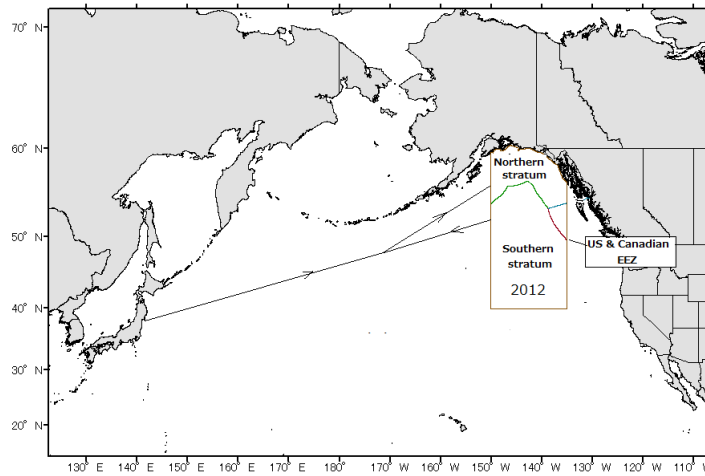 70° N
60° N
50° N
40° N
30° N
20° N
Northern
stratum
Southern
stratum
2012
US & Canadian
EEZ
130° E 140° E 150° E 160° E 170° E 180° 170° W 160° W 150° W 140° W 130° W 120° W 110° W